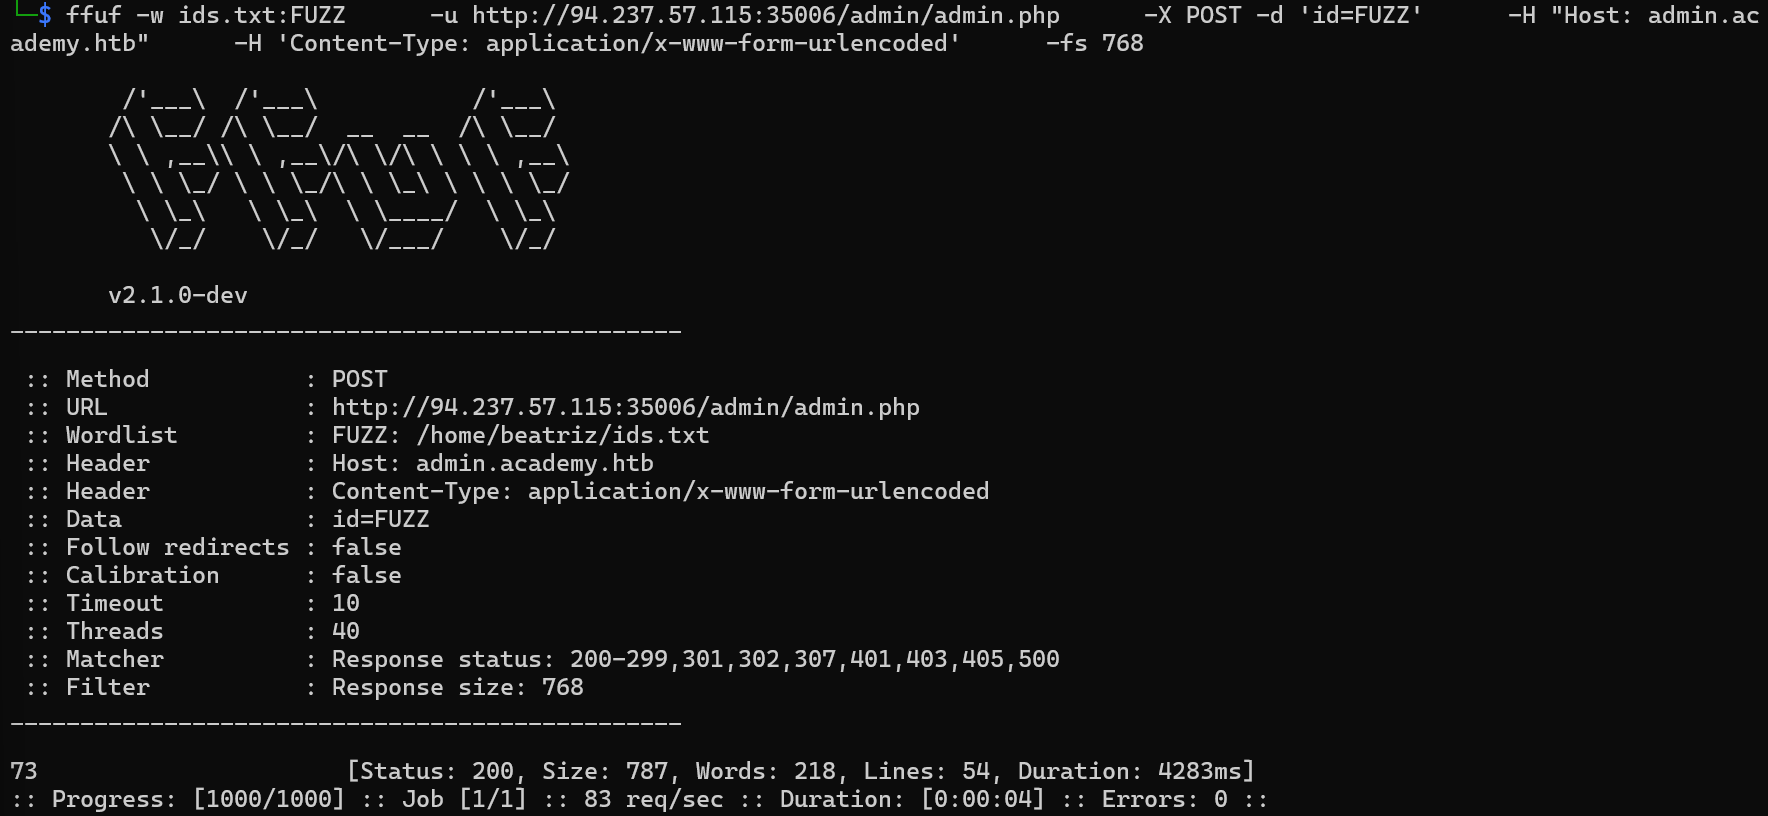 └─$ ffuf -w ids.txt:FUZZ      -u http://94.237.57.115:35006/admin/admin.php      -X POST -d 'id=FUZZ'      -H "Host: admin.ac
ademy.htb"      -H 'Content-Type: application/x-www-form-urlencoded'      -fs 768

        /'___\  /'___\           /'___\
       /\ \__/ /\ \__/  __  __  /\ \__/
       \ \ ,__\\ \ ,__\/\ \/\ \ \ \ ,__\
        \ \ \_/ \ \ \_/\ \ \_\ \ \ \ \_/
         \ \_\   \ \_\  \ \____/  \ \_\
          \/_/    \/_/   \/___/    \/_/

       v2.1.0-dev
________________________________________________

 :: Method           : POST
 :: URL              : http://94.237.57.115:35006/admin/admin.php
 :: Wordlist         : FUZZ: /home/beatriz/ids.txt
 :: Header           : Host: admin.academy.htb
 :: Header           : Content-Type: application/x-www-form-urlencoded
 :: Data             : id=FUZZ
 :: Follow redirects : false
 :: Calibration      : false
 :: Timeout          : 10
 :: Threads          : 40
 :: Matcher          : Response status: 200-299,301,302,307,401,403,405,500
 :: Filter           : Response size: 768
________________________________________________

73                      [Status: 200, Size: 787, Words: 218, Lines: 54, Duration: 4283ms]
:: Progress: [1000/1000] :: Job [1/1] :: 83 req/sec :: Duration: [0:00:04] :: Errors: 0 ::